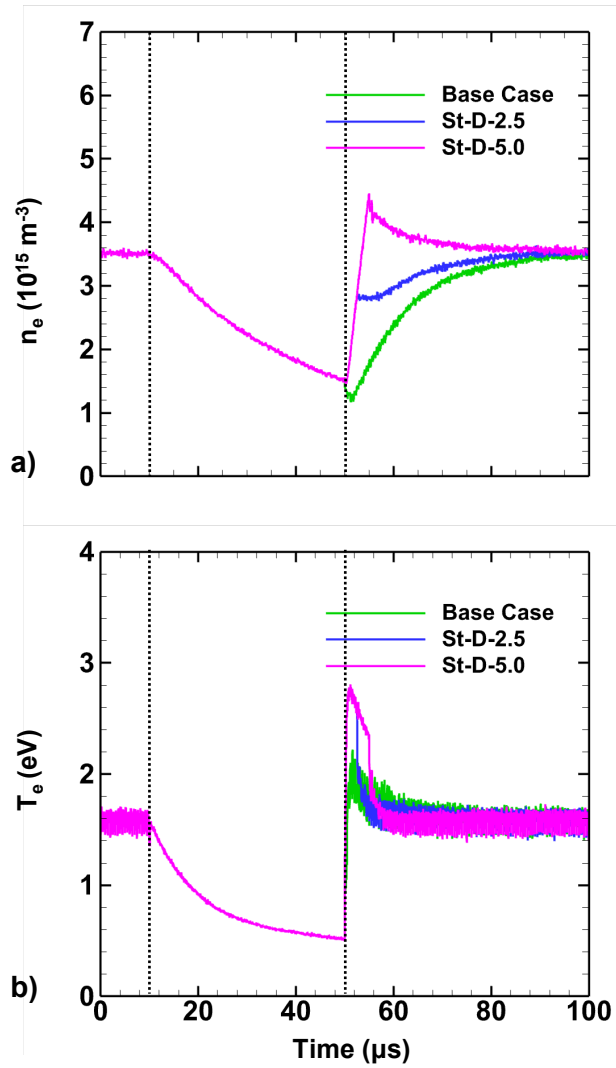 7
6
5
4
3
2
1
0
n_e (10^15 m^-3)
Base Case
St-D-2.5
St-D-5.0
a)
4
3
2
1
0
T_e (eV)
Base Case
St-D-2.5
St-D-5.0
b)
0 20 40 60 80 100
Time (µs)